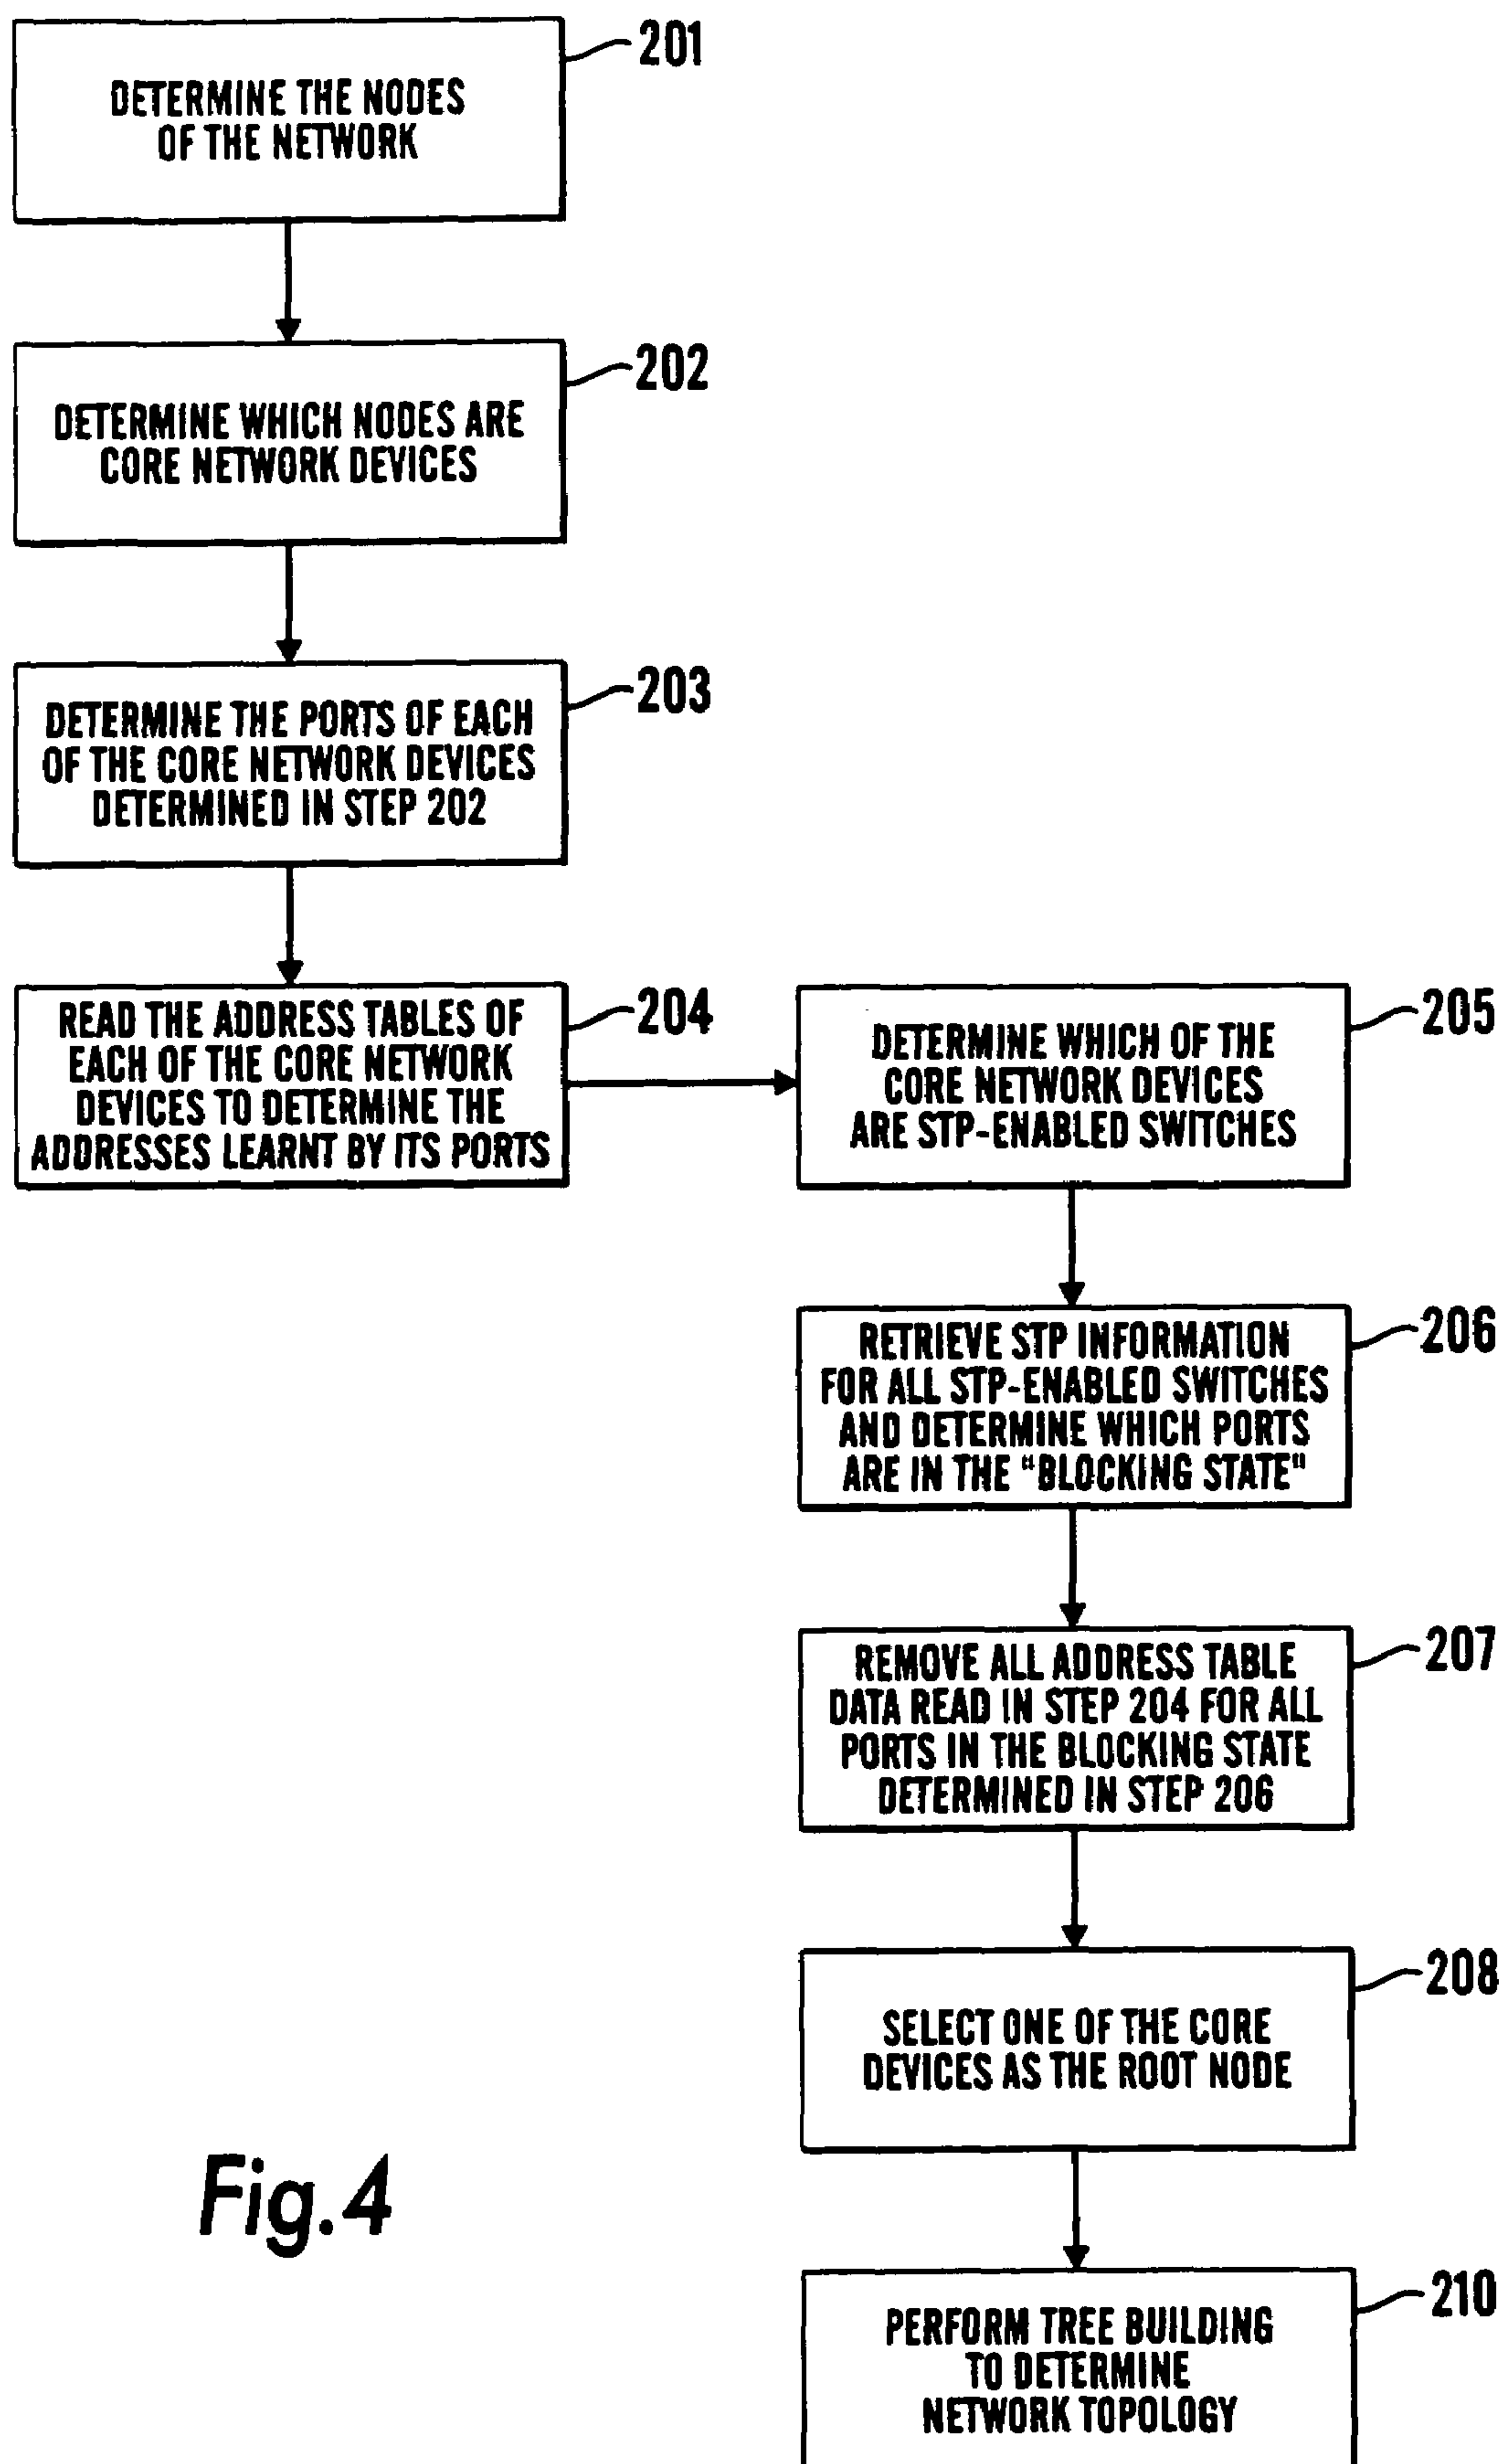 201
DETERMINE THE NODES
OF THE NETWORK
202
DETERMINE WHICH NODES ARE
CORE NETWORK DEVICES
203
DETERMINE THE PORTS OF EACH
OF THE CORE NETWORK DEVICES
DETERMINED IN STEP 202
204
READ THE ADDRESS TABLES OF
EACH OF THE CORE NETWORK
DEVICES TO DETERMINE THE
ADDRESSES LEARNT BY ITS PORTS
205
DETERMINE WHICH OF THE
CORE NETWORK DEVICES
ARE STP-ENABLED SWITCHES
206
RETRIEVE STP INFORMATION
FOR ALL STP-ENABLED SWITCHES
AND DETERMINE WHICH PORTS
ARE IN THE "BLOCKING STATE"
207
REMOVE ALL ADDRESS TABLE
DATA READ IN STEP 204 FOR ALL
PORTS IN THE BLOCKING STATE
DETERMINED IN STEP 206
208
SELECT ONE OF THE CORE
DEVICES AS THE ROOT NODE
210
PERFORM TREE BUILDING
TO DETERMINE
NETWORK TOPOLOGY
Fig.4